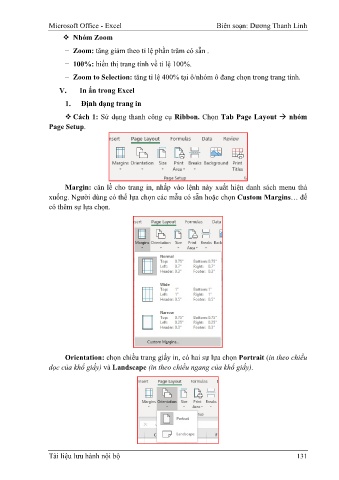 Microsoft Office - Excel Biên soạn: Dương Thanh Linh
❖ Nhóm Zoom
− Zoom: tăng giảm theo tỉ lệ phần trăm có sẵn .
− 100%: hiển thị trang tính về tỉ lệ 100%.
− Zoom to Selection: tăng tỉ lệ 400% tại ô/nhóm ô đang chọn trong trang tính.
V. In ấn trong Excel
1. Định dạng trang in
❖ Cách 1: Sử dụng thanh công cụ Ribbon. Chọn Tab Page Layout → nhóm
Page Setup.
nsert Page Layout Formulas Data Review
Margins Orientation Size Print Breaks Background Print
Area Titles
Page Setup
Margin: căn lề cho trang in, nhấp vào lệnh này xuất hiện danh sách menu thả
xuống. Người dùng có thể lựa chọn các mẫu có sẵn hoặc chọn Custom Margins… để
có thêm sự lựa chọn.
sert Page Layout Formulas Data
Margins Orientation Size Print Breaks Back
Area
Normal
Top: 0.75" Bottom: 0.75"
Left: 0.7" Right: 0.7"
Header: 0.3" Footer: 0.3"
Wide
Top: 1" Bottom: 1"
Left: 1" Right: 1"
Header: 0.5" Footer: 0.5"
Narrow
Top: 0.75" Bottom: 0.75"
Left: 0.25" Right: 0.25"
Header: 0.3" Footer: 0.3"
Custom Margins...
Orientation: chọn chiều trang giấy in, có hai sự lựa chọn Portrait (in theo chiều
dọc của khổ giấy) và Landscape (in theo chiều ngang của khổ giấy).
nsert Page Layout Formulas
Margins Orientation Size Print Breaks
Area
Portrait
Landscape
Tài liệu lưu hành nội bộ 131